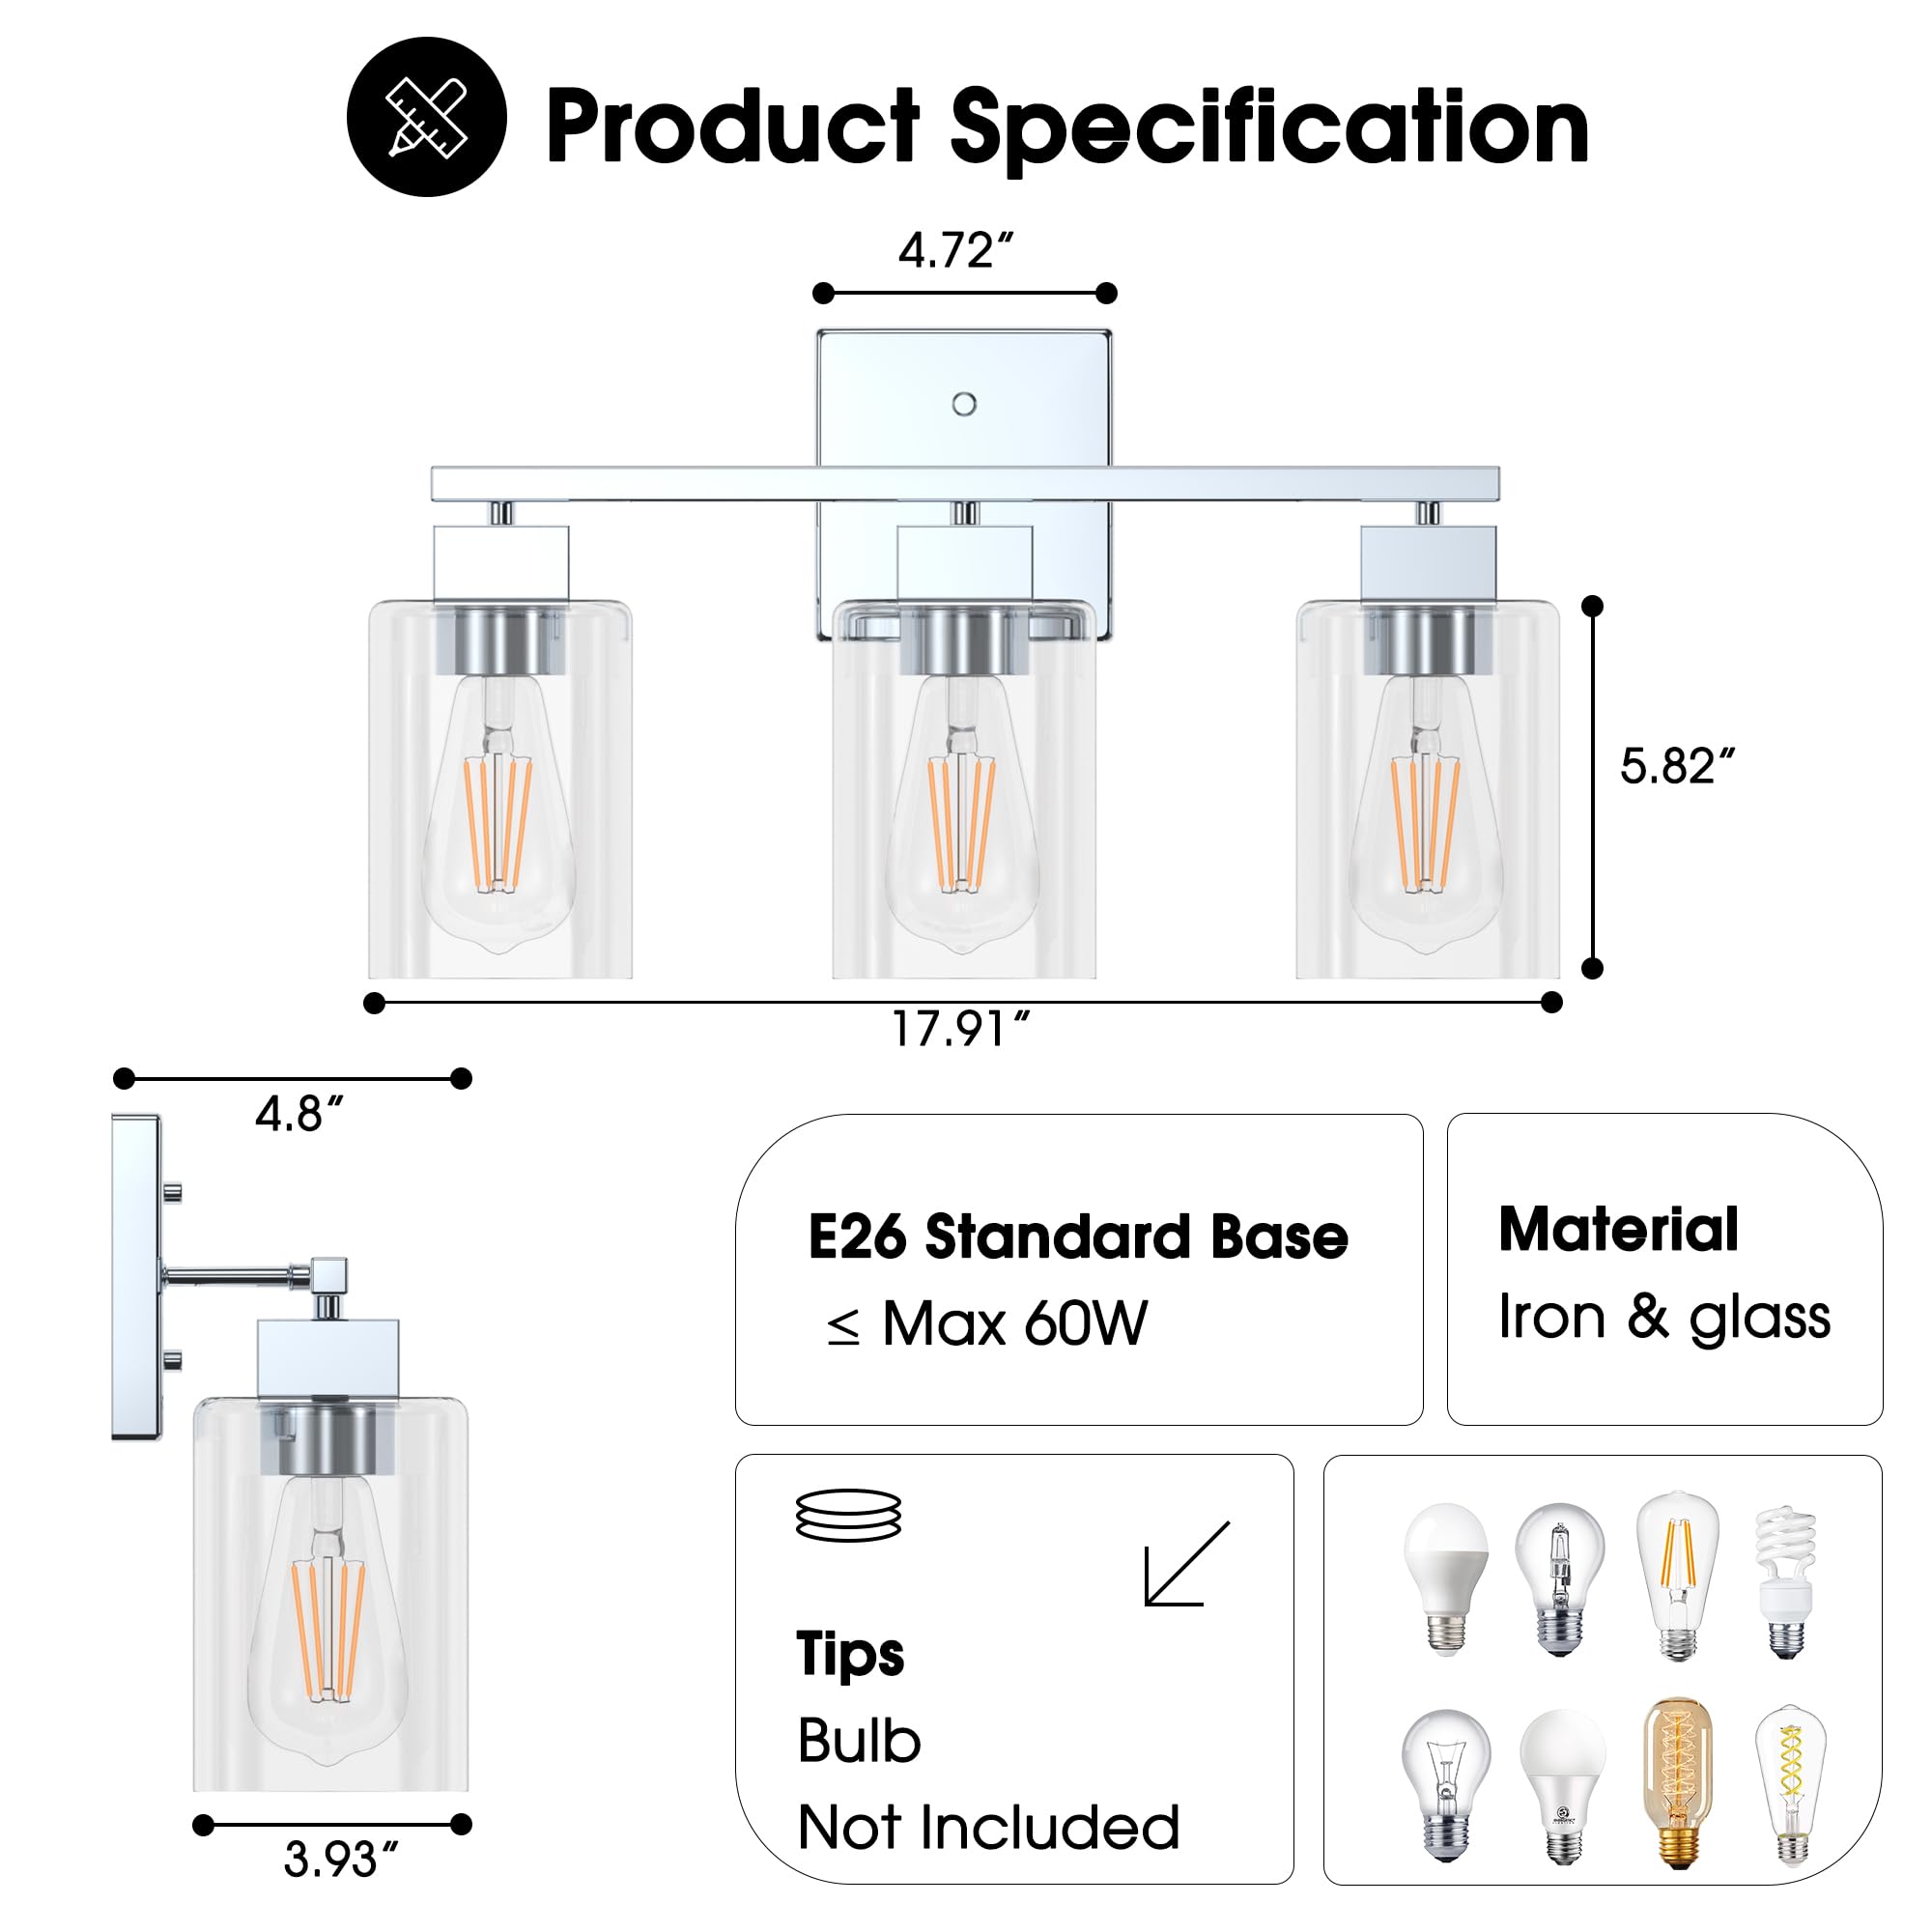 Product Specification
4.72"
5.82"
17.91"
4.8"
3.93"
E26 Standard Base
≤ Max 60W
Material
Iron & glass
Tips
Bulb
Not Included